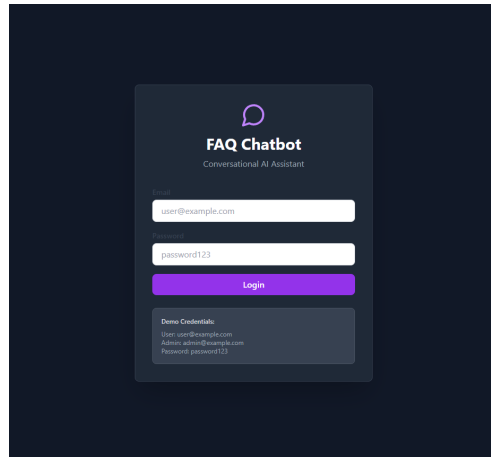 FAQ Chatbot
Conversational AI Assistant
Email
user@example.com
Password
password123
Login
Demo Credentials:
User: user@example.com
Admin: admin@example.com
Password: password123